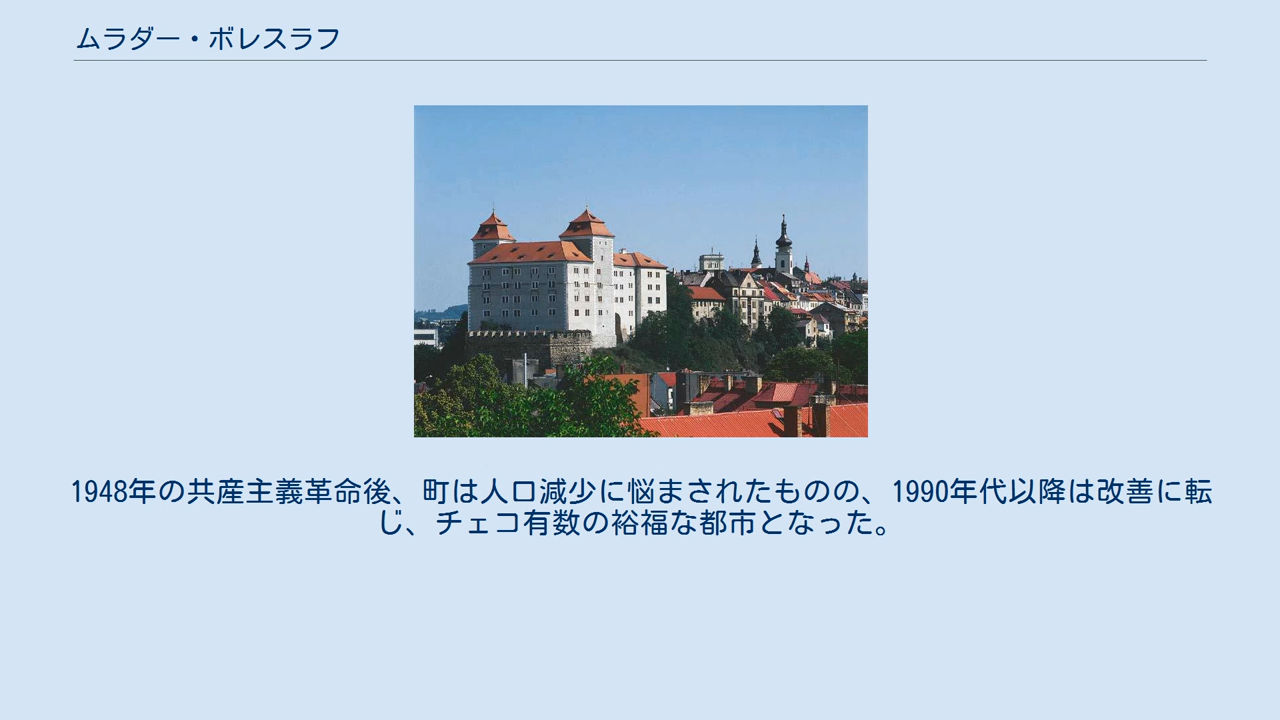 ムラダー・ボレスラフ
1948年の共産主義革命後、町は人口減少に悩まされたものの、1990年代以降は改善に転
じ、チェコ有数の裕福な都市となった。